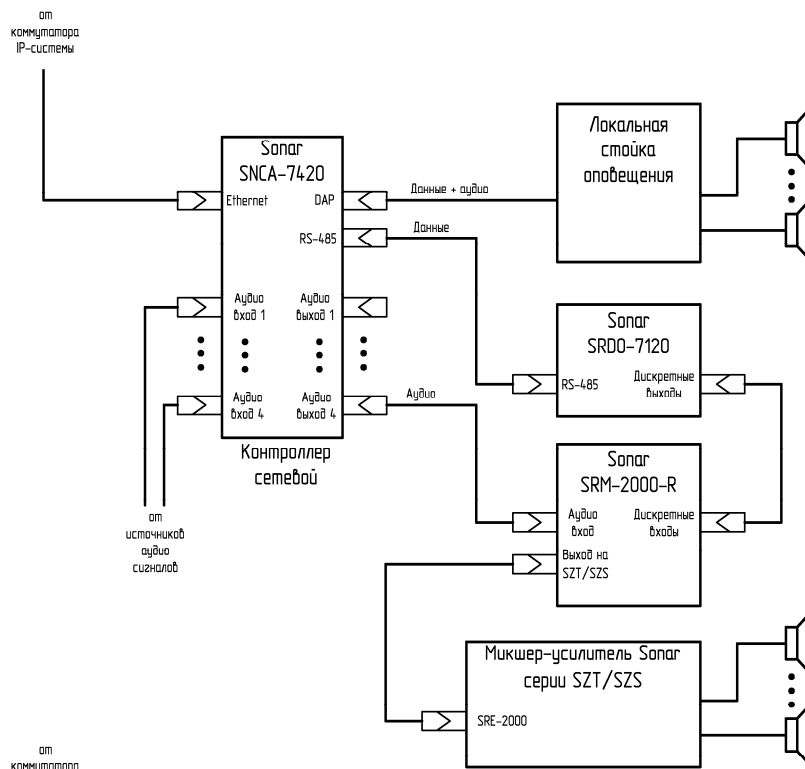 от
коммутатора
IP-системы
Sonar
SNCA-7420
Ethernet
DAP
RS-485
Аудио
вход 1
Аудио
выход 1
Аудио
вход 4
Аудио
выход 4
Контроллер
сетевой
от
источников
аудио
сигналов
Данные + аудио
Данные
Аудио
Локальная
стойка
оповещения
Sonar
SRDO-7120
RS-485
Дискретные
выходы
Sonar
SRM-2000-R
Аудио
вход
Дискретные
входы
Выход на
SZT/SZS
Микшер-усилитель Sonar
серии SZT/SZS
SRE-2000
от
коммутатора